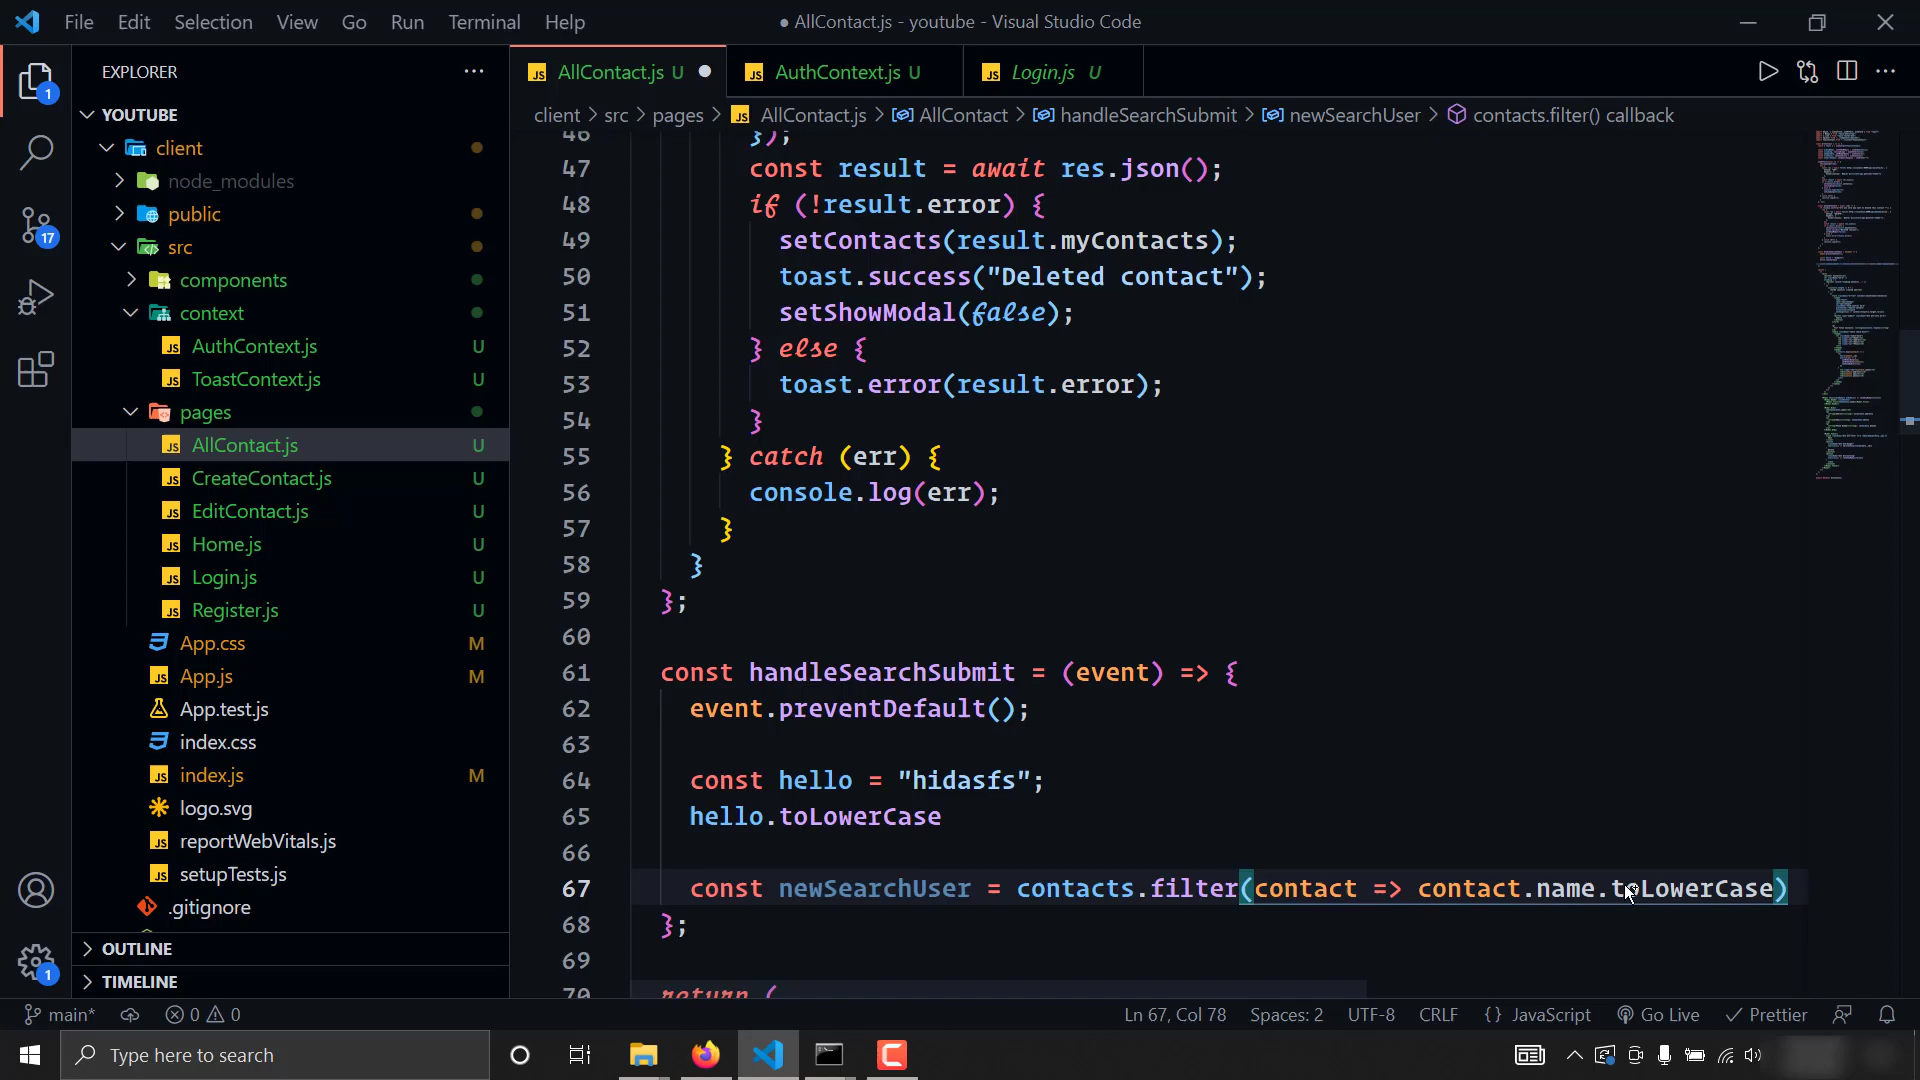 File Edit Selection View Go Run Terminal Help
● AllContact.js - youtube - Visual Studio Code
EXPLORER
AllContact.js U
AuthContext.js U
Login.js U
client > src > pages > AllContact.js > AllContact > handleSearchSubmit > newSearchUser > contacts.filter() callback
YOUTUBE
client
node_modules
public
src
components
context
AuthContext.js U
ToastContext.js U
pages
AllContact.js U
CreateContact.js U
EditContact.js U
Home.js U
Login.js U
Register.js U
App.css M
App.js M
App.test.js
index.css
index.js M
logo.svg
reportWebVitals.js
setupTests.js
.gitignore
OUTLINE
TIMELINE
1
17
1
46 });
47 const result = await res.json();
48 if (!result.error) {
49 setContacts(result.myContacts);
50 toast.success("Deleted contact");
51 setShowModal(false);
52 } else {
53 toast.error(result.error);
54 }
55 } catch (err) {
56 console.log(err);
57 }
58 }
59 };
60
61 const handleSearchSubmit = (event) => {
62 event.preventDefault();
63
64 const hello = "hidasfs";
65 hello.toLowerCase
66
67 const newSearchUser = contacts.filter(contact => contact.name.toLowerCase)
68 };
69
70 return (
main* 0 0 Ln 67, Col 78 Spaces: 2 UTF-8 CRLF {} JavaScript Go Live Prettier
Type here to search